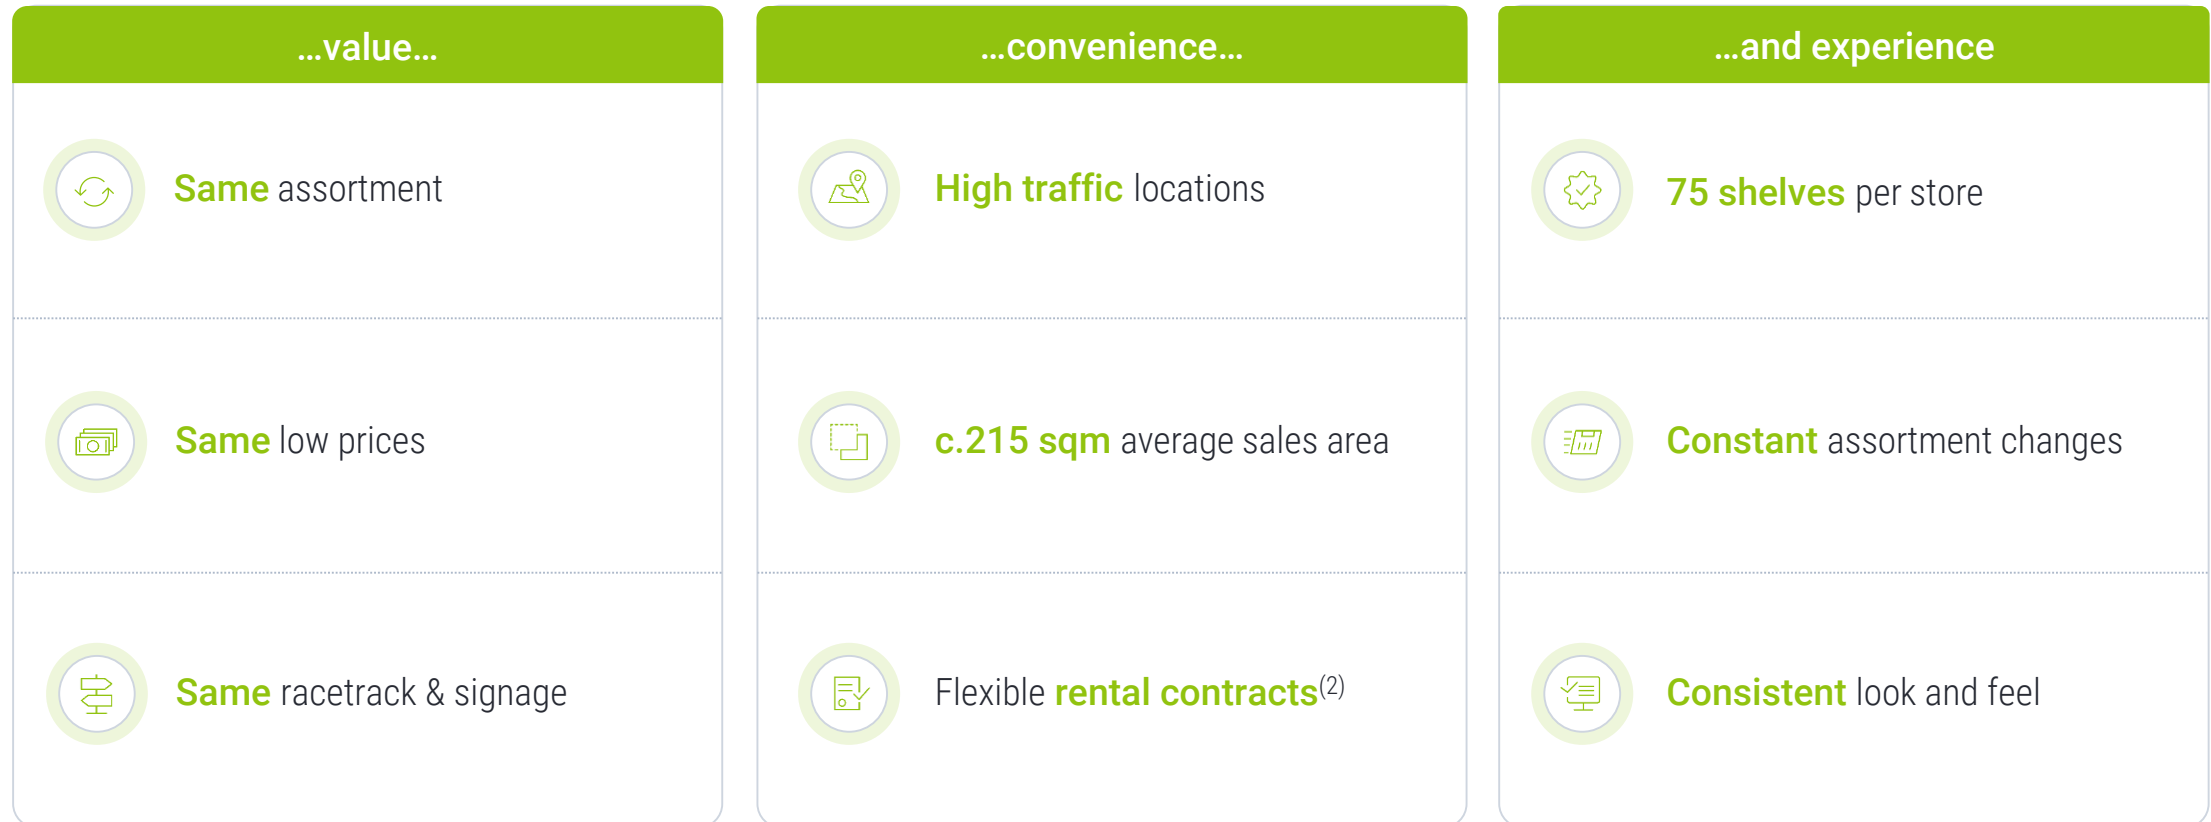 ...value...
Same assortment
Same low prices
Same racetrack & signage
...convenience...
High traffic locations
c.215 sqm average sales area
Flexible rental contracts(2)
...and experience
75 shelves per store
Constant assortment changes
Consistent look and feel